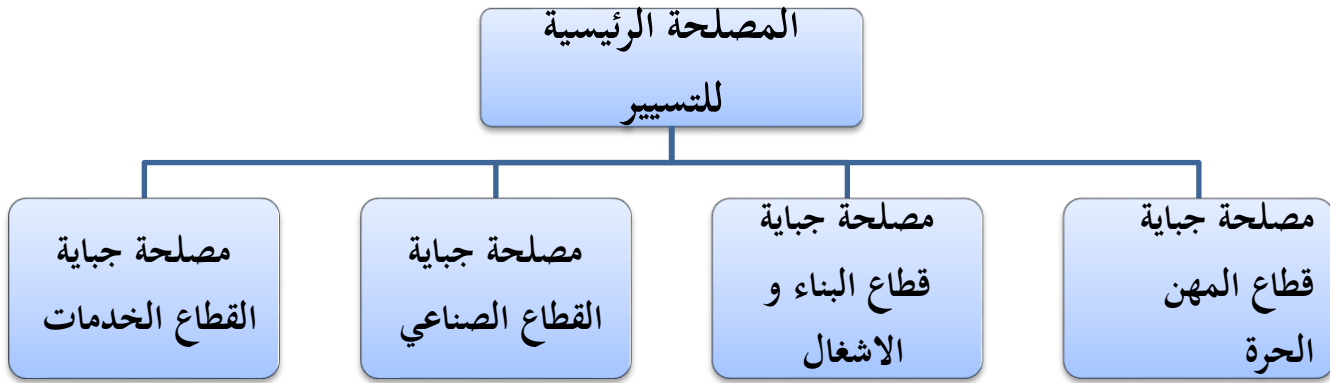 المصلحة الرئيسية
للتسيير
مصلحة جباية
قطاع المهن
الحرة
مصلحة جباية
قطاع البناء و
الاشغال
مصلحة جباية
القطاع الصناعي
مصلحة جباية
القطاع الخدمات